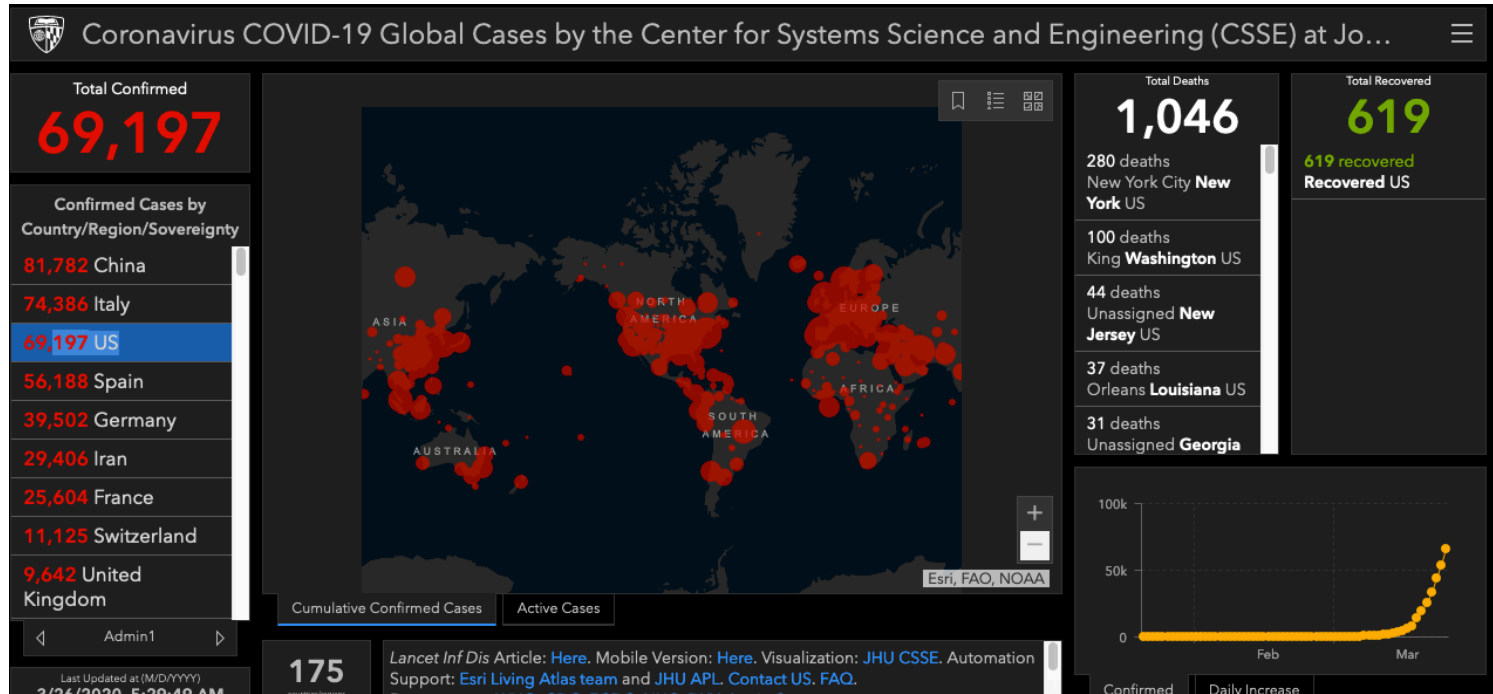 Coronavirus COVID-19 Global Cases by the Center for Systems Science and Engineering (CSSE) at Jo...
Total Confirmed
69,197
Confirmed Cases by
Country/Region/Sovereignty
81,782 China
74,386 Italy
69,197 US
56,188 Spain
39,502 Germany
29,406 Iran
25,604 France
11,125 Switzerland
9,642 United
Kingdom
Admin1
Last Updated at (M/D/YYYY)
3/26/2020, 5:29:49 AM
ASIA
NORTH
AMERICA
EUROPE
AFRICA
SOUTH
AMERICA
AUSTRALIA
Esri, FAO, NOAA
Cumulative Confirmed Cases
Active Cases
175
Lancet Inf Dis Article: Here. Mobile Version: Here. Visualization: JHU CSSE. Automation
Support: Esri Living Atlas team and JHU APL. Contact US. FAQ.
Total Deaths
1,046
280 deaths
New York City New
York US
100 deaths
King Washington US
44 deaths
Unassigned New
Jersey US
37 deaths
Orleans Louisiana US
31 deaths
Unassigned Georgia
Total Recovered
619
619 recovered
Recovered US
100k
50k
0
Feb
Mar
Confirmed
Daily Increase